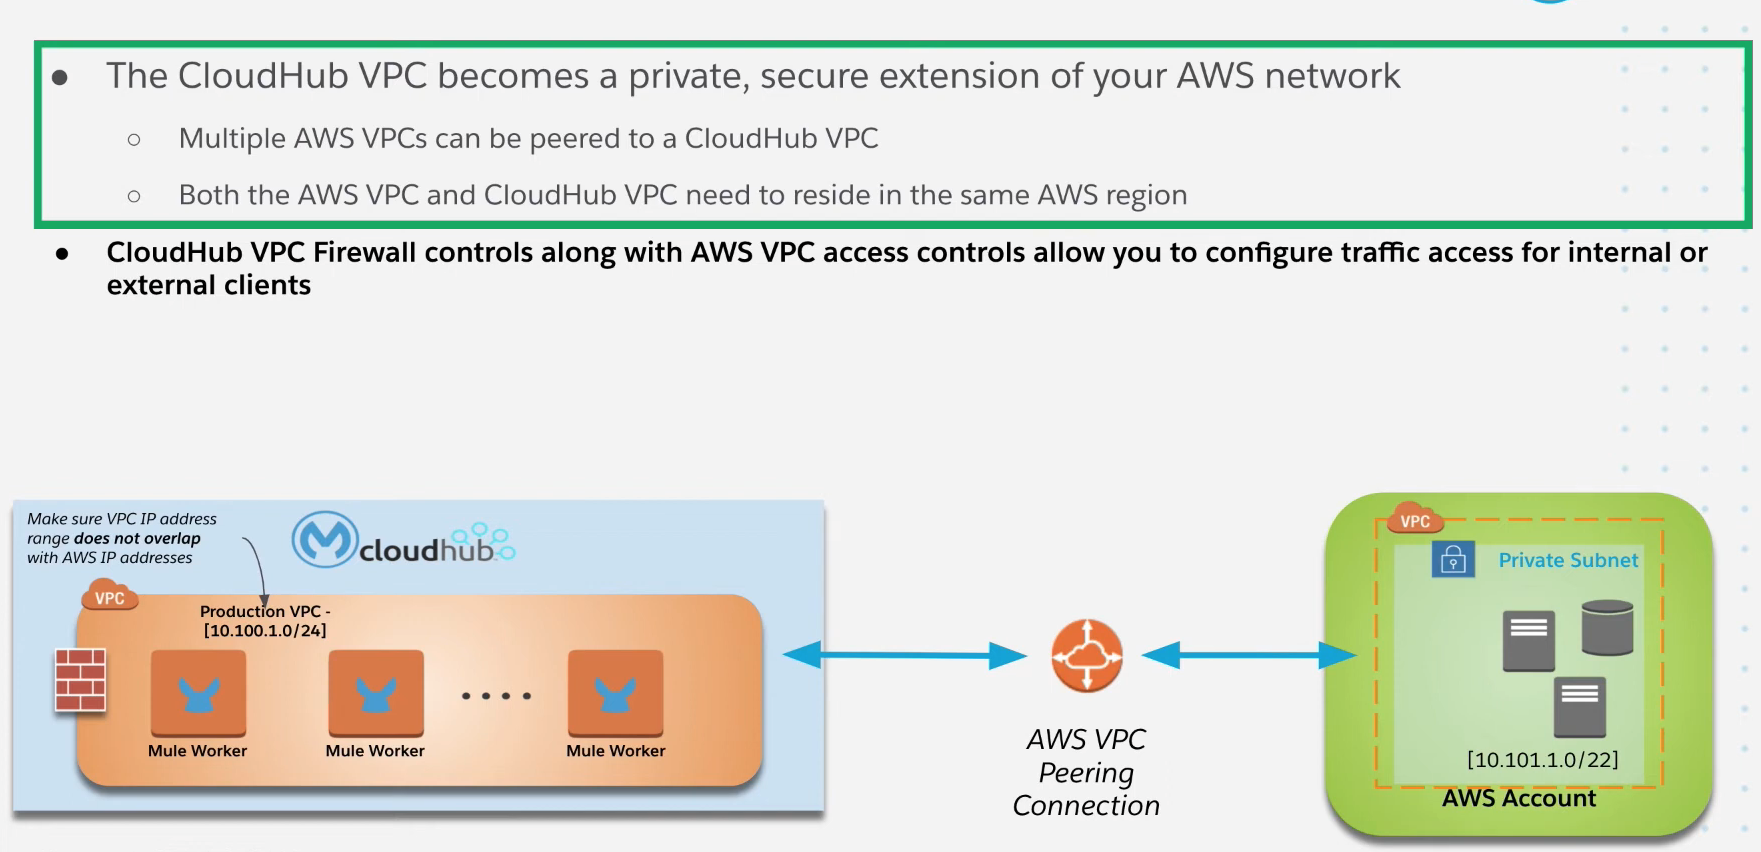 ● The CloudHub VPC becomes a private, secure extension of your AWS network
○ Multiple AWS VPCs can be peered to a CloudHub VPC
○ Both the AWS VPC and CloudHub VPC need to reside in the same AWS region
● CloudHub VPC Firewall controls along with AWS VPC access controls allow you to configure traffic access for internal or
external clients
Make sure VPC IP address
range does not overlap
with AWS IP addresses
cloudhub
VPC
Production VPC -
[10.100.1.0/24]
Mule Worker
Mule Worker
Mule Worker
AWS VPC
Peering
Connection
VPC
Private Subnet
[10.101.1.0/22]
AWS Account